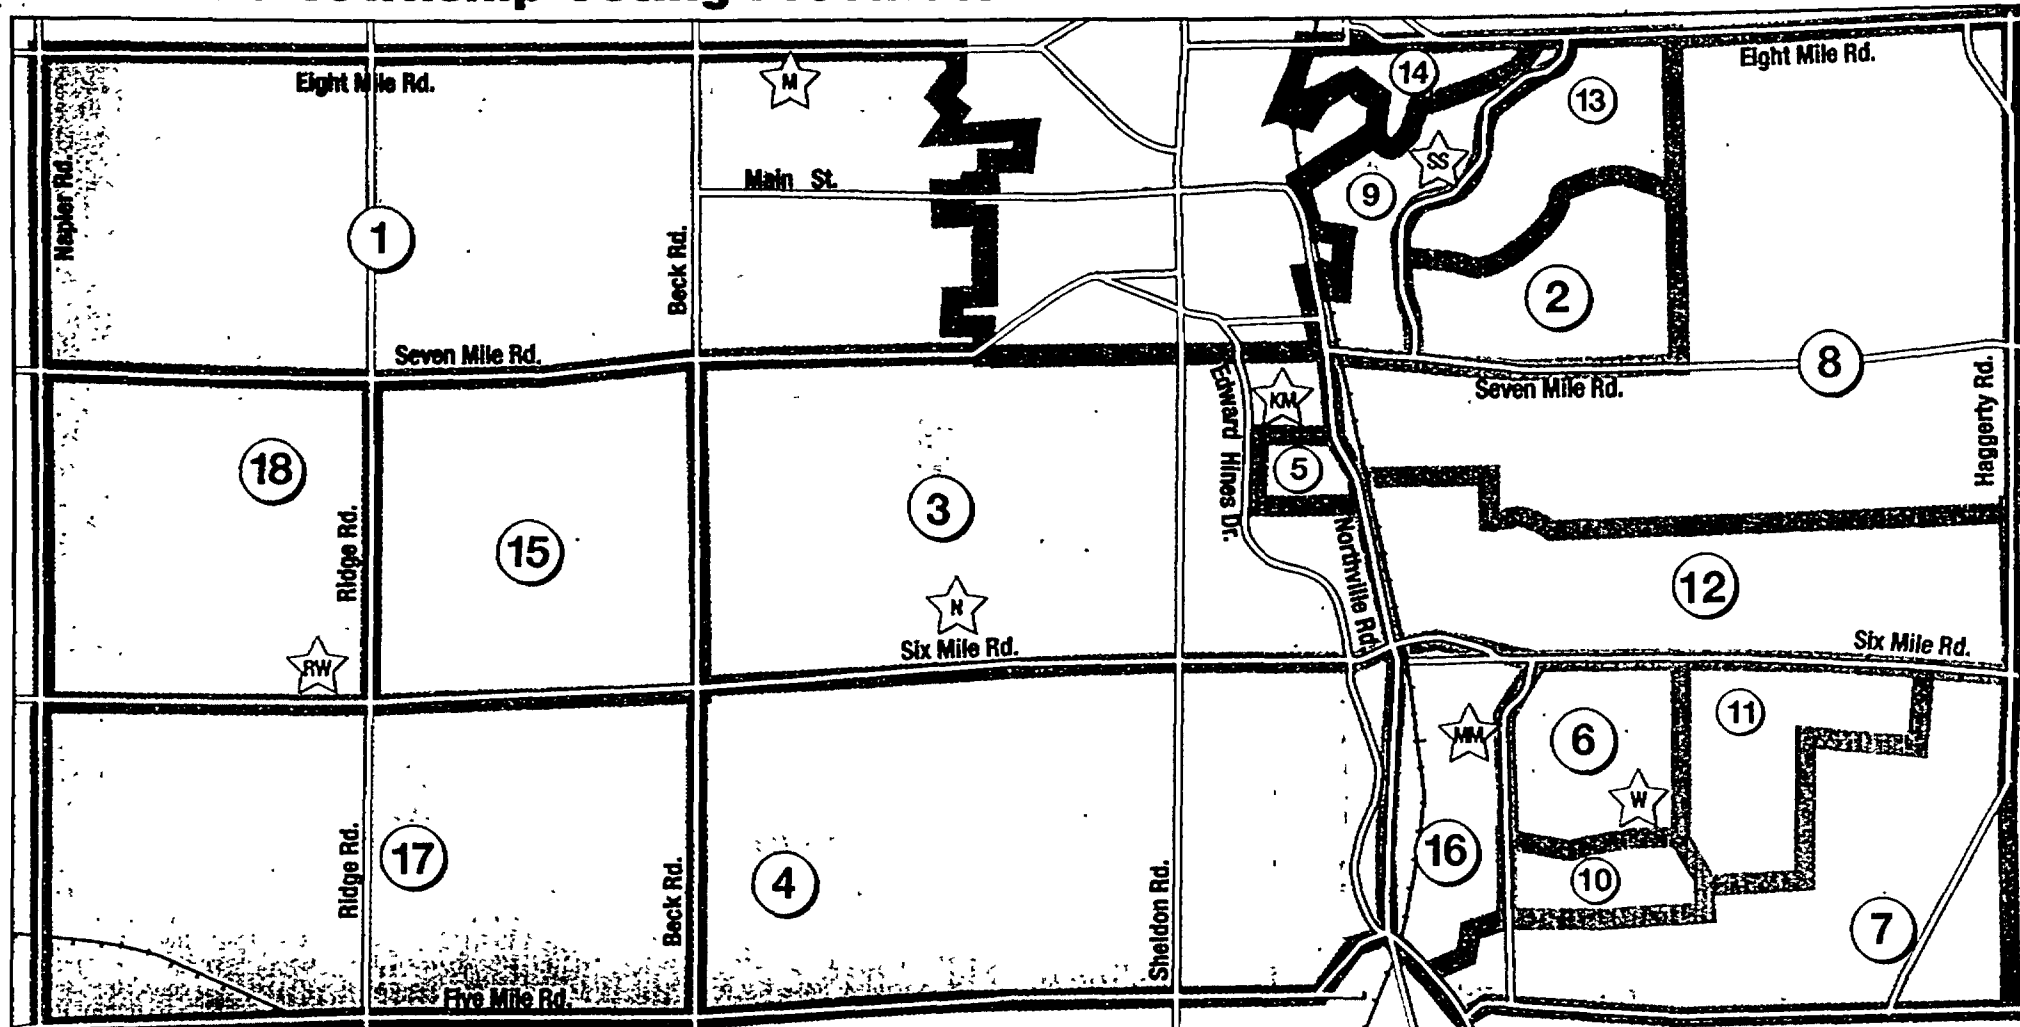 Township Voting Precincts
Eight Mile Rd.
Eight Mile Rd.
M
14
13
Napier Rd.
SS
Main St.
9
1
Beck Rd.
2
Seven Mile Rd.
8
Seven Mile Rd.
Haggerty Rd.
KM
Edward Hines Dr.
5
18
3
Ridge Rd.
15
Northville Rd.
12
N
Six Mile Rd.
Six Mile Rd.
RW
11
MM
6
W
17
Ridge Rd.
4
16
10
Beck Rd.
Sheldon Rd.
7
Five Mile Rd.